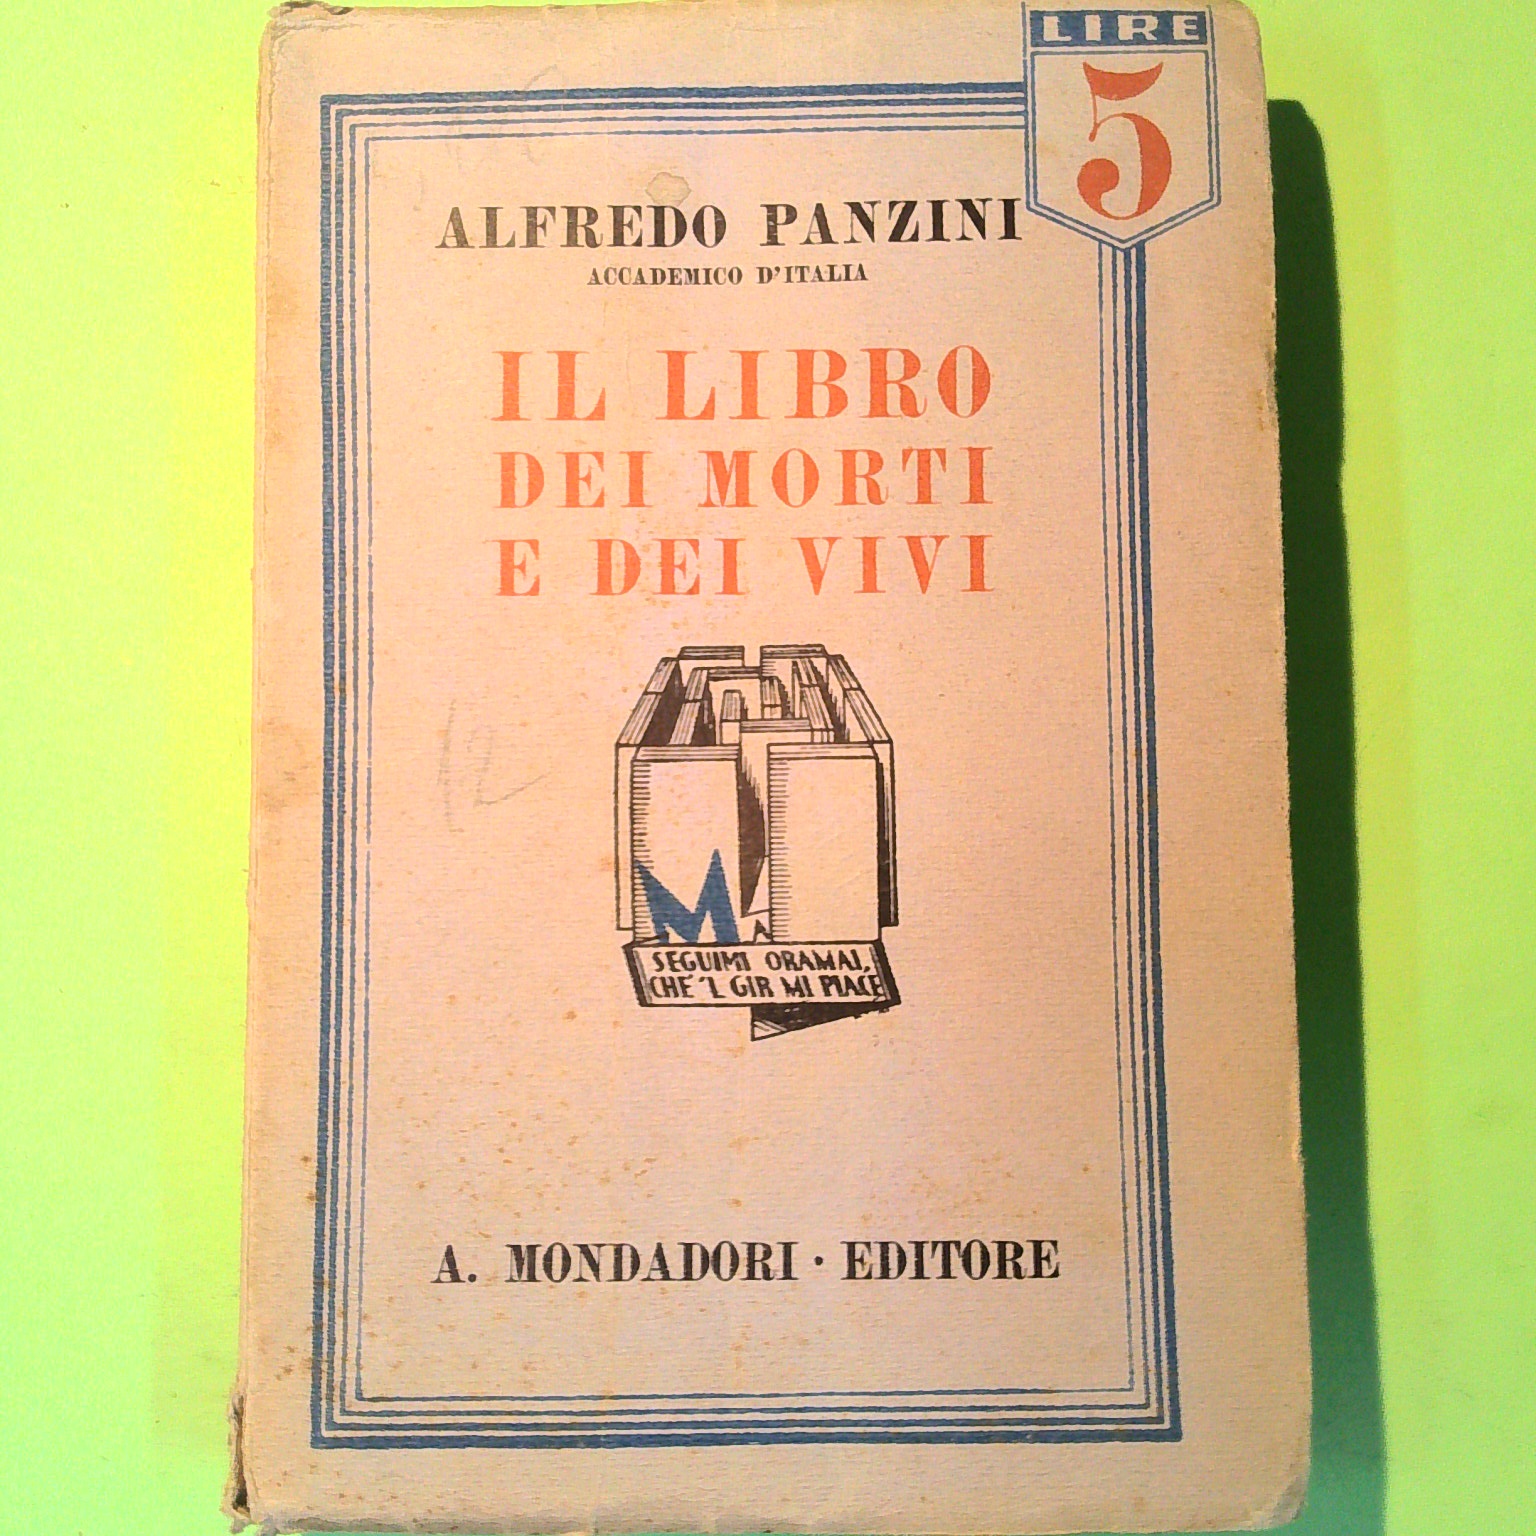 LIRE
5
ALFREDO PANZINI
ACCADEMICO D'ITALIA
IL LIBRO
DEI MORTI
E DEI VIVI
M
SEGUIMI ORAMAI,
CHÉ 'L GIR MI PIACE
A. MONDADORI · EDITORE